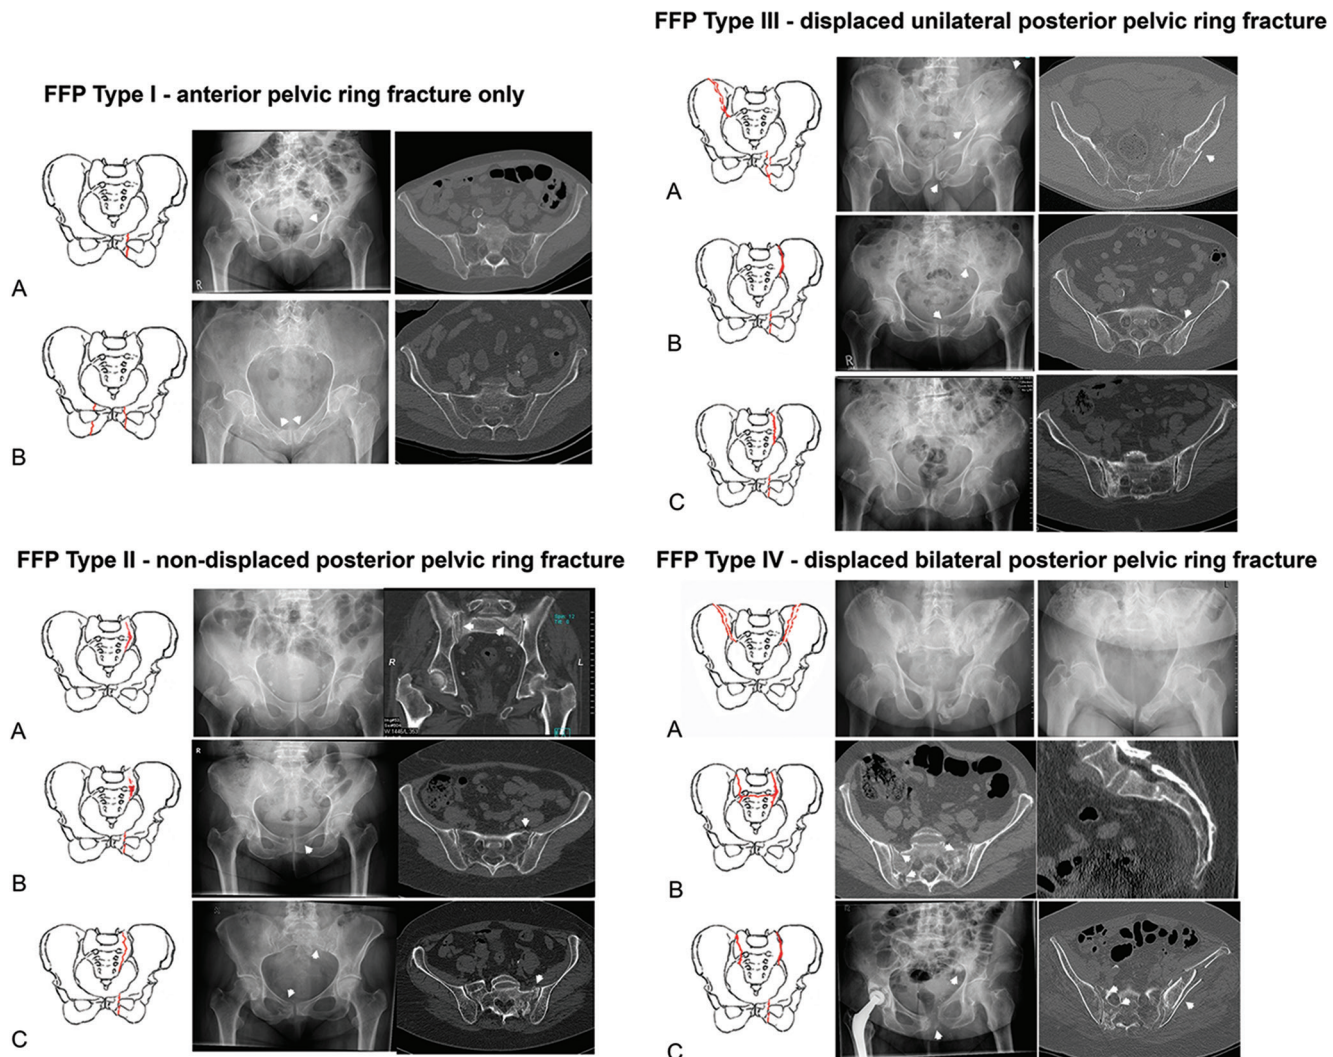 FFP Type I - anterior pelvic ring fracture only
A
R
B
FFP Type II - non-displaced posterior pelvic ring fracture
A
R
L
B
R
C
FFP Type III - displaced unilateral posterior pelvic ring fracture
A
B
R
C
FFP Type IV - displaced bilateral posterior pelvic ring fracture
A
L
B
C